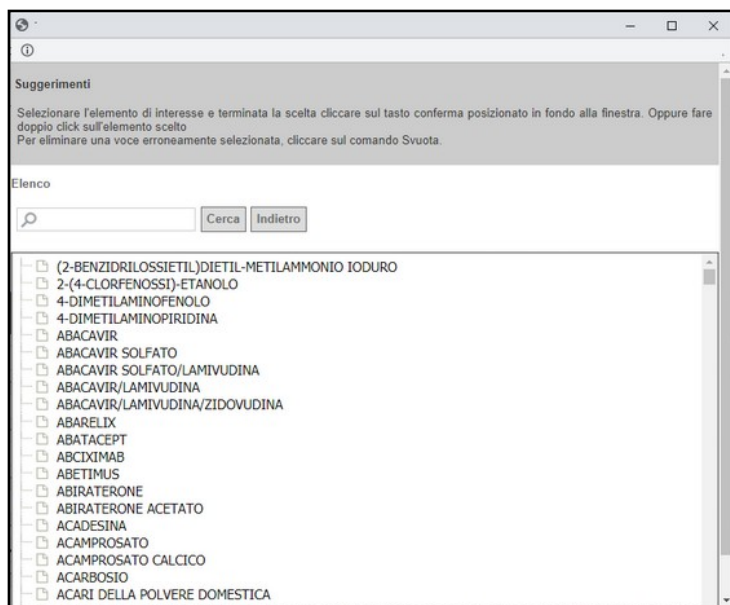 Suggerimenti
Selezionare l'elemento di interesse e terminata la scelta cliccare sul tasto conferma posizionato in fondo alla finestra. Oppure fare
doppio click sull'elemento scelto
Per eliminare una voce erroneamente selezionata, cliccare sul comando Svuota.
Elenco
Cerca Indietro
(2-BENZIDRILOSSIETIL)DIETIL-METILAMMONIO IODURO
2-(4-CLORFENOSSI)-ETANOLO
4-DIMETILAMINOFENOLO
4-DIMETILAMINOPIRIDINA
ABACAVIR
ABACAVIR SOLFATO
ABACAVIR SOLFATO/LAMIVUDINA
ABACAVIR/LAMIVUDINA
ABACAVIR/LAMIVUDINA/ZIDOVUDINA
ABARELIX
ABATACEPT
ABCIXIMAB
ABETIMUS
ABIRATERONE
ABIRATERONE ACETATO
ACADESINA
ACAMPROSATO
ACAMPROSATO CALCICO
ACARBOSIO
ACARI DELLA POLVERE DOMESTICA